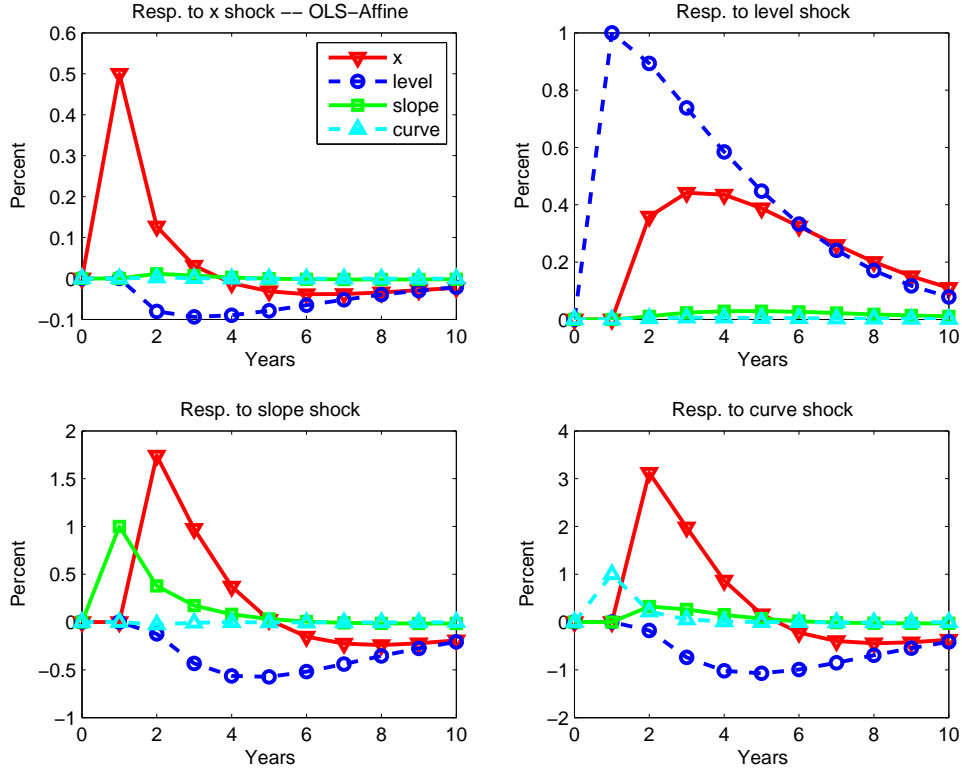 Resp. to x shock −− OLS−Affine
0.6
0.5
0.4
0.3
0.2
0.1
0
−0.1
Percent
0 2 4 6 8 10
Years
x
level
slope
curve
Resp. to level shock
1
0.8
0.6
0.4
0.2
0
Percent
0 2 4 6 8 10
Years
Resp. to slope shock
2
1.5
1
0.5
0
−0.5
−1
Percent
0 2 4 6 8 10
Years
Resp. to curve shock
4
3
2
1
0
−1
−2
Percent
0 2 4 6 8 10
Years